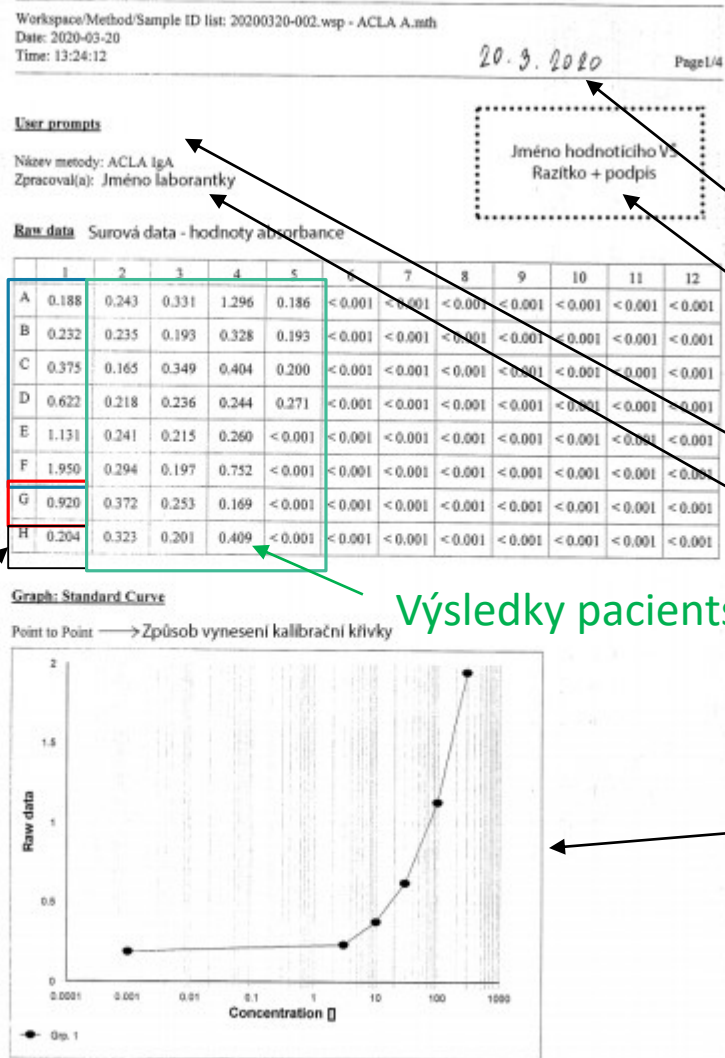 Workspace/Method/Sample ID list: 20200320-002.wsp - ACLA A.mth
Date: 2020-03-20
Time: 13:24:12
20.3.2020
Page1/4
User prompts
Název metody: ACLA IgA
Zpracoval(a): Jméno laborantky
Jméno hodnotícího VŠ
Razítko + podpis
Raw data Surová data - hodnoty absorbance
1 2 3 4 5 6 7 8 9 10 11 12
A 0.188 0.243 0.331 1.296 0.186 < 0.001 < 0.001 < 0.001 < 0.001 < 0.001 < 0.001 < 0.001
B 0.232 0.235 0.193 0.328 0.193 < 0.001 < 0.001 < 0.001 < 0.001 < 0.001 < 0.001 < 0.001
C 0.375 0.165 0.349 0.404 0.200 < 0.001 < 0.001 < 0.001 < 0.001 < 0.001 < 0.001 < 0.001
D 0.622 0.218 0.236 0.244 0.271 < 0.001 < 0.001 < 0.001 < 0.001 < 0.001 < 0.001 < 0.001
E 1.131 0.241 0.215 0.260 < 0.001 < 0.001 < 0.001 < 0.001 < 0.001 < 0.001 < 0.001 < 0.001
F 1.950 0.294 0.197 0.752 < 0.001 < 0.001 < 0.001 < 0.001 < 0.001 < 0.001 < 0.001 < 0.001
G 0.920 0.372 0.253 0.169 < 0.001 < 0.001 < 0.001 < 0.001 < 0.001 < 0.001 < 0.001 < 0.001
H 0.204 0.323 0.201 0.409 < 0.001 < 0.001 < 0.001 < 0.001 < 0.001 < 0.001 < 0.001 < 0.001
Výsledky pacients
Graph: Standard Curve
Point to Point Způsob vynesení kalibrační křivky
2
1.5
1
0.5
0
Raw data
0.0001 0.001 0.01 0.1 1 10 100 1000
Concentration []
Grp. 1